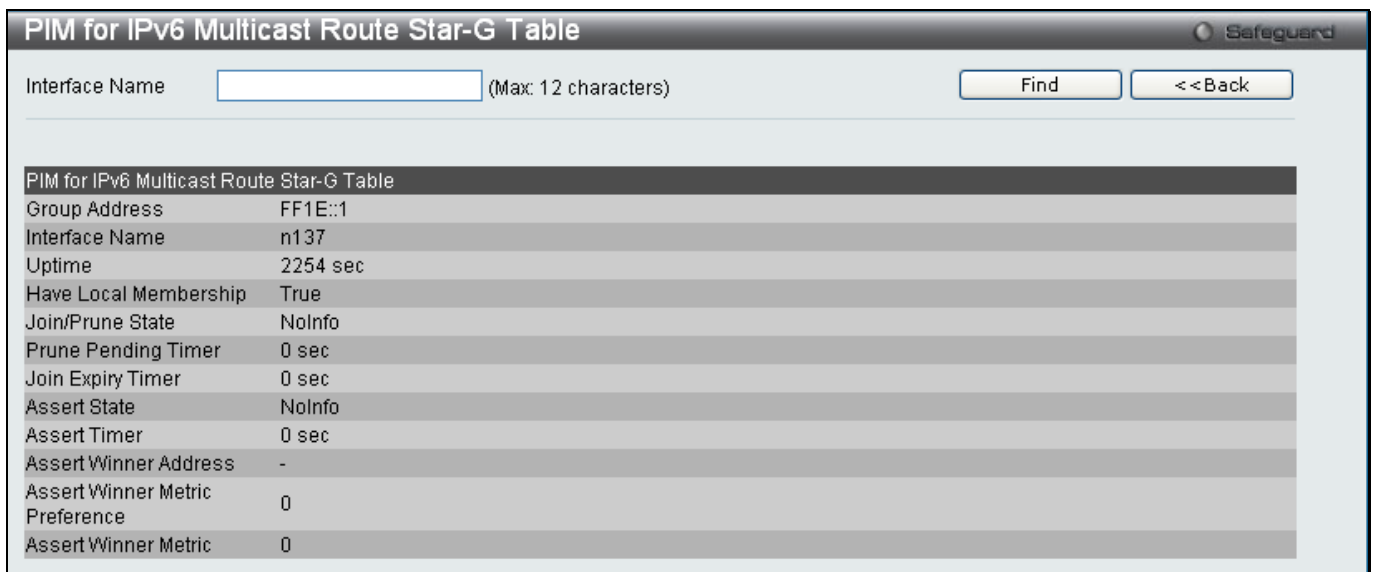 PIM for IPv6 Multicast Route Star-G Table
Safeguard
Interface Name (Max: 12 characters) Find <<Back
PIM for IPv6 Multicast Route Star-G Table
Group Address FF1E::1
Interface Name n137
Uptime 2254 sec
Have Local Membership True
Join/Prune State NoInfo
Prune Pending Timer 0 sec
Join Expiry Timer 0 sec
Assert State NoInfo
Assert Timer 0 sec
Assert Winner Address -
Assert Winner Metric
Preference 0
Assert Winner Metric 0